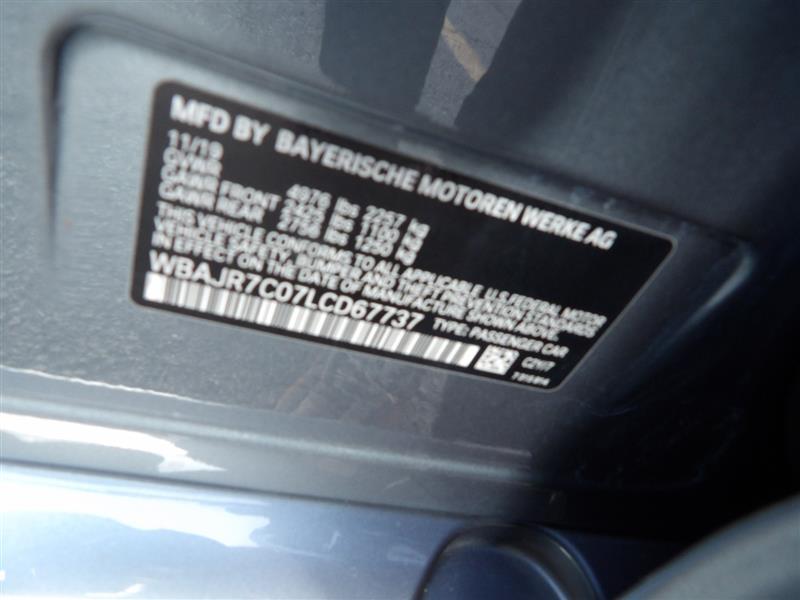 MFD BY BAYERISCHE MOTOREN WERKE AG
11/19
GVWR 4976 lbs 2257 kg
GAWR FRONT 2425 lbs 1100 kg
GAWR REAR 2756 lbs 1250 kg
THIS VEHICLE CONFORMS TO ALL APPLICABLE U.S. FEDERAL MOTOR
VEHICLE SAFETY, BUMPER AND THEFT PREVENTION STANDARDS
IN EFFECT ON THE DATE OF MANUFACTURE SHOWN ABOVE.
WBAJR7C07LCD67737 TYPE: PASSENGER CAR